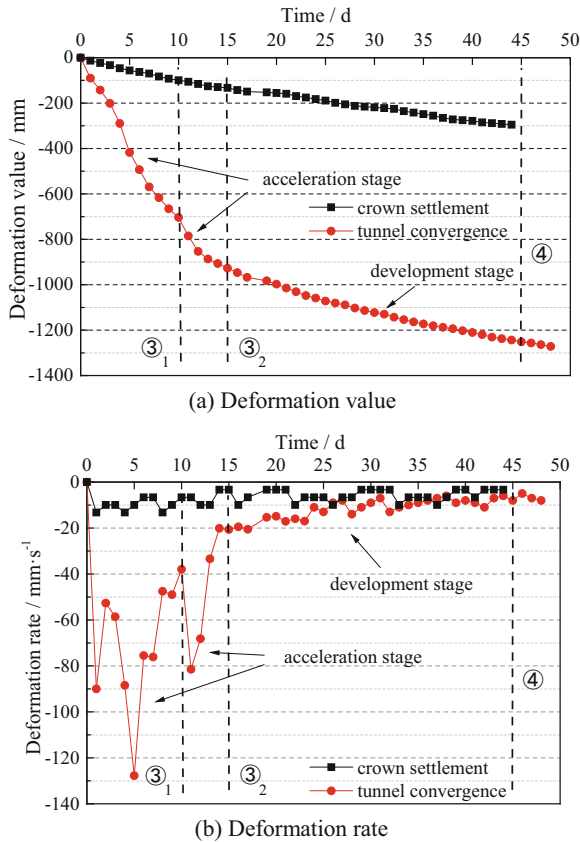 Time / d
0 5 10 15 20 25 30 35 40 45 50
0
-200
-400
-600
-800
-1000
-1200
-1400
Deformation value / mm
acceleration stage
crown settlement
tunnel convergence
④
development stage
③₁ ③₂
(a) Deformation value
Time / d
0 5 10 15 20 25 30 35 40 45 50
0
-20
-40
-60
-80
-100
-120
-140
Deformation rate / mm·s⁻¹
development stage
acceleration stage
④
③₁ ③₂
crown settlement
tunnel convergence
(b) Deformation rate